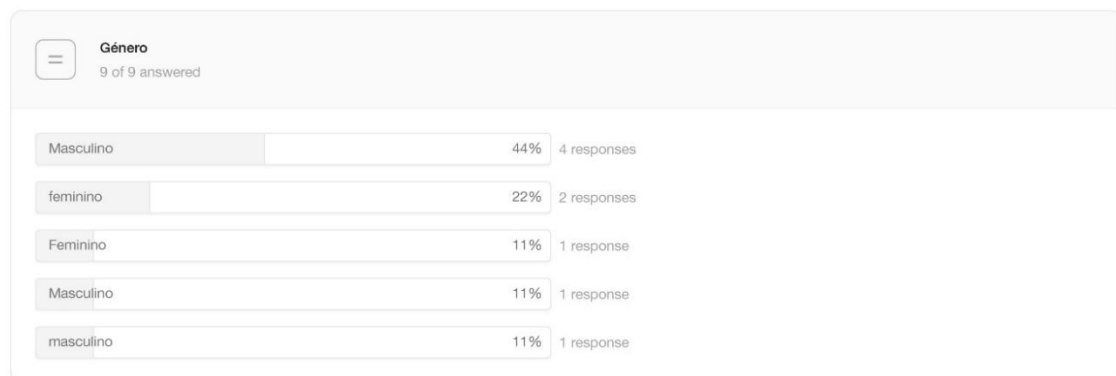 Género
9 of 9 answered
Masculino 44% 4 responses
feminino 22% 2 responses
Feminino 11% 1 response
Masculino 11% 1 response
masculino 11% 1 response